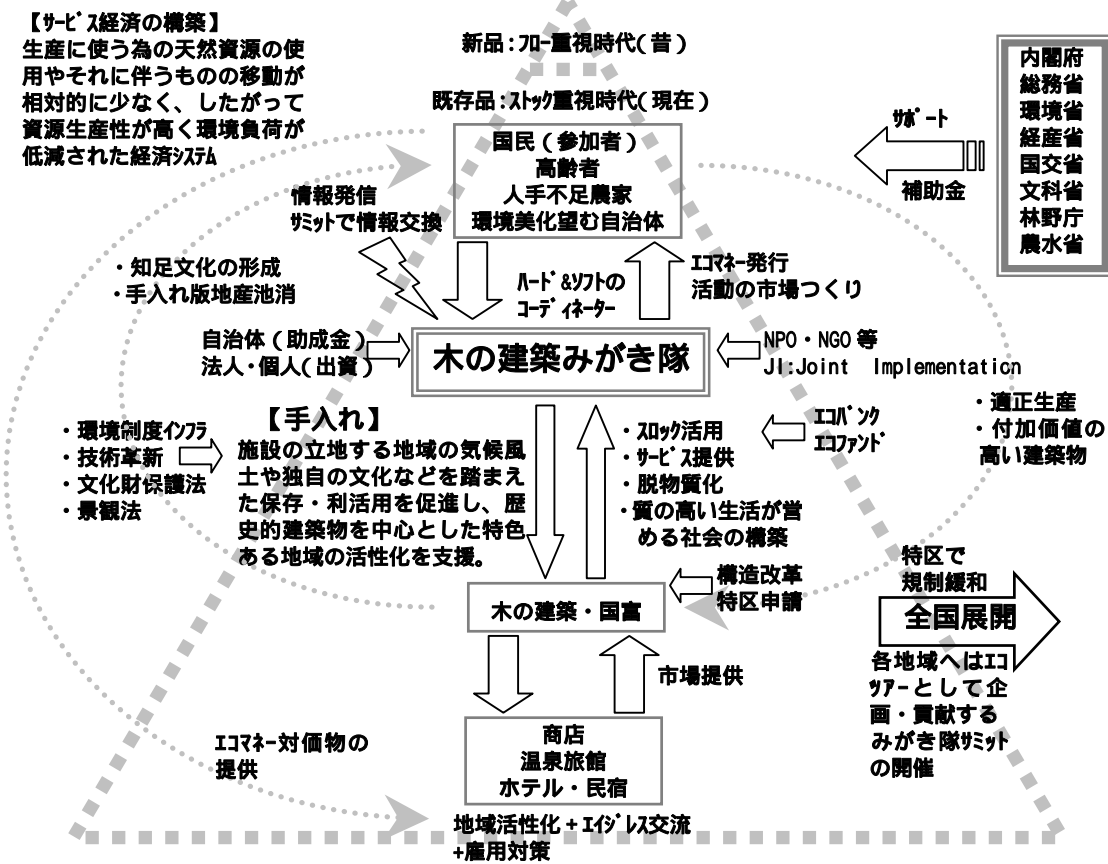 【ｻｰﾋﾞｽ経済の構築】
生産に使う為の天然資源の使
用やそれに伴うものの移動が
相対的に少なく、したがって
資源生産性が高く環境負荷が
低減された経済ｼｽﾃﾑ
新品：ﾌﾛｰ重視時代(昔)
既存品：ｽﾄｯｸ重視時代(現在)
国民(参加者)
高齢者
人手不足農家
環境美化望む自治体
ｻﾎﾟｰﾄ
補助金
内閣府
総務省
環境省
経産省
国交省
文科省
林野庁
農水省
情報発信
ｻﾐｯﾄで情報交換
・知足文化の形成
・手入れ版地産池消
ﾊｰﾄﾞ&ｿﾌﾄの
ｺｰﾃﾞｨﾈｰﾀｰ
ｴｺﾏﾈｰ発行
活動の市場つくり
自治体(助成金)
法人・個人(出資)
木の建築みがき隊
NPO・NGO 等
JI:Joint Implementation
【手入れ】
施設の立地する地域の気候風
土や独自の文化などを踏まえ
た保存・利活用を促進し、歴
史的建築物を中心とした特色
ある地域の活性化を支援。
・環境制度ｲﾝﾌﾗ
・技術革新
・文化財保護法
・景観法
・ｽﾛｯｸ活用
・ｻｰﾋﾞｽ提供
・脱物質化
・質の高い生活が営
める社会の構築
ｴｺﾊﾞﾝｸ
ｴｺﾌｧﾝﾄﾞ
・適正生産
・付加価値の
高い建築物
構造改革
特区申請
木の建築・国富
特区で
規制緩和
全国展開
各地域へはｴｺ
ﾂｱｰとして企
画・貢献する
みがき隊ｻﾐｯﾄ
の開催
市場提供
商店
温泉旅館
ホテル・民宿
ｴｺﾏﾈｰ対価物の
提供
地域活性化+ｴｲｼﾞﾚｽ交流
+雇用対策